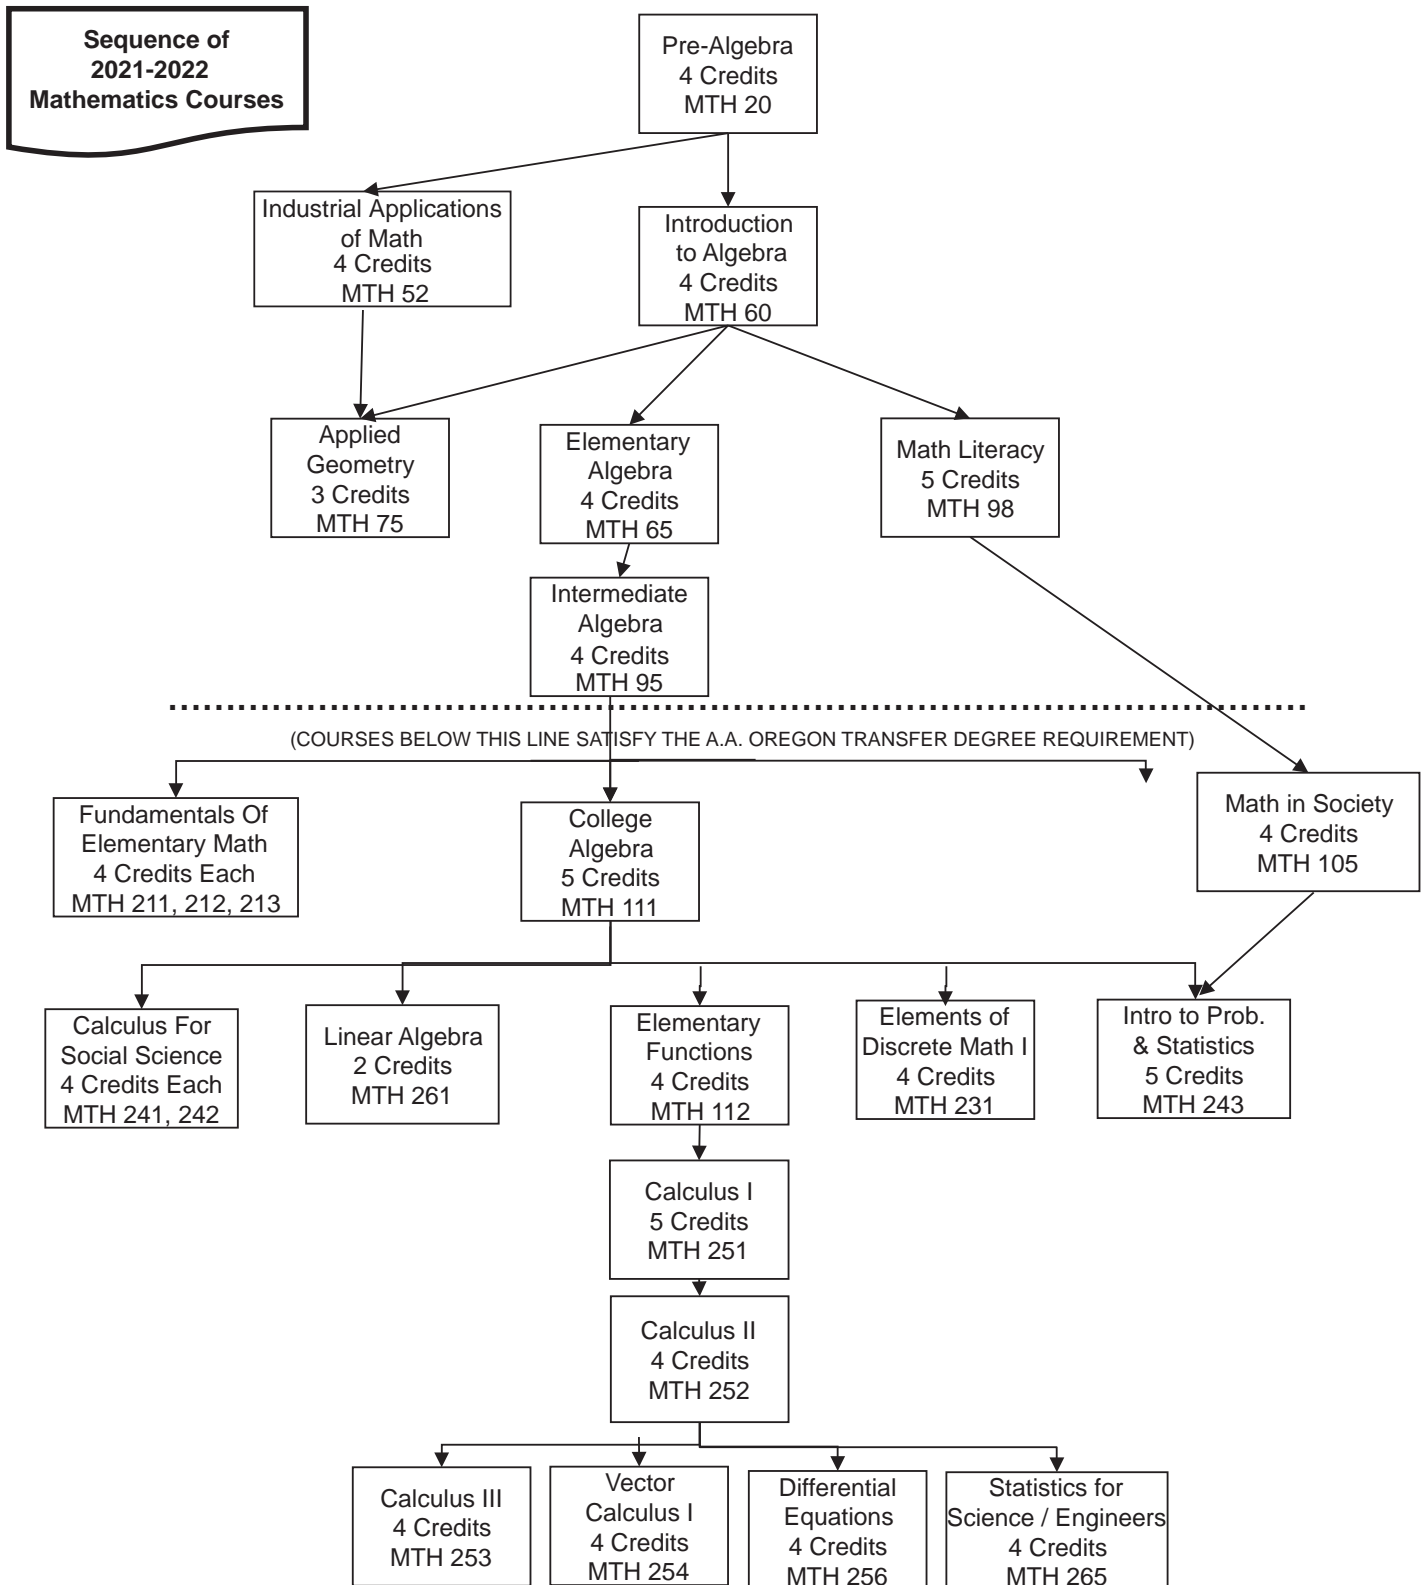 Sequence of
2021-2022
Mathematics Courses
Pre-Algebra
4 Credits
MTH 20
Industrial Applications
of Math
4 Credits
MTH 52
Introduction
to Algebra
4 Credits
MTH 60
Applied
Geometry
3 Credits
MTH 75
Elementary
Algebra
4 Credits
MTH 65
Math Literacy
5 Credits
MTH 98
Intermediate
Algebra
4 Credits
MTH 95
(COURSES BELOW THIS LINE SATISFY THE A.A. OREGON TRANSFER DEGREE REQUIREMENT)
Fundamentals Of
Elementary Math
4 Credits Each
MTH 211, 212, 213
College
Algebra
5 Credits
MTH 111
Math in Society
4 Credits
MTH 105
Calculus For
Social Science
4 Credits Each
MTH 241, 242
Linear Algebra
2 Credits
MTH 261
Elementary
Functions
4 Credits
MTH 112
Elements of
Discrete Math I
4 Credits
MTH 231
Intro to Prob.
& Statistics
5 Credits
MTH 243
Calculus I
5 Credits
MTH 251
Calculus II
4 Credits
MTH 252
Calculus III
4 Credits
MTH 253
Vector
Calculus I
4 Credits
MTH 254
Differential
Equations
4 Credits
MTH 256
Statistics for
Science / Engineers
4 Credits
MTH 265